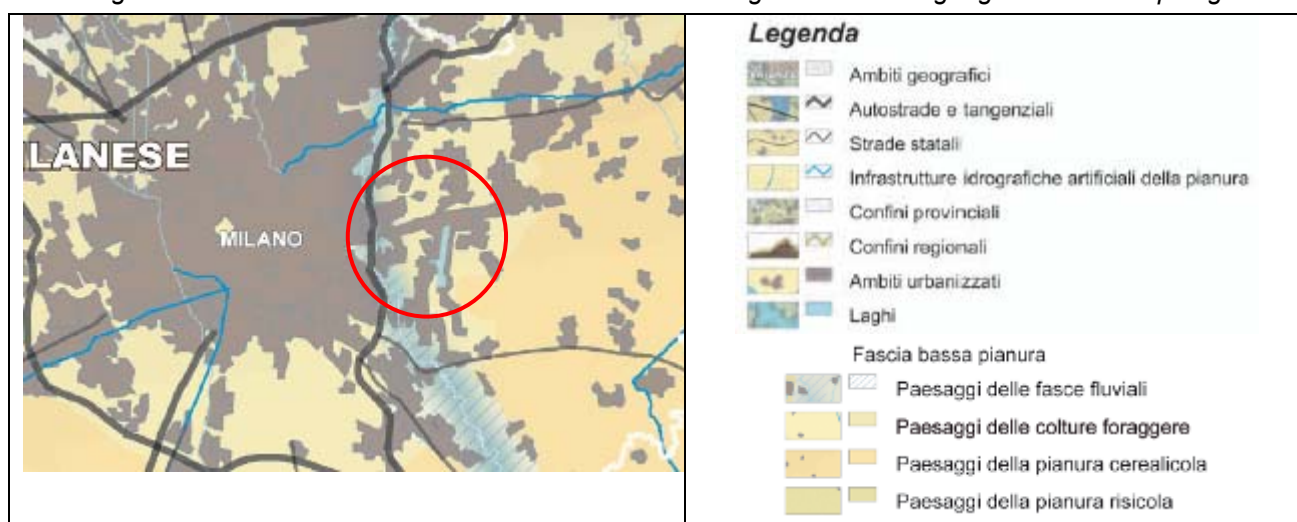 LANESE
MILANO
Legenda
Ambiti geografici
Autostrade e tangenziali
Strade statali
Infrastrutture idrografiche artificiali della pianura
Confini provinciali
Confini regionali
Ambiti urbanizzati
Laghi
Fascia bassa pianura
Paesaggi delle fasce fluviali
Paesaggi delle colture foraggere
Paesaggi della pianura cerealicola
Paesaggi della pianura risicola